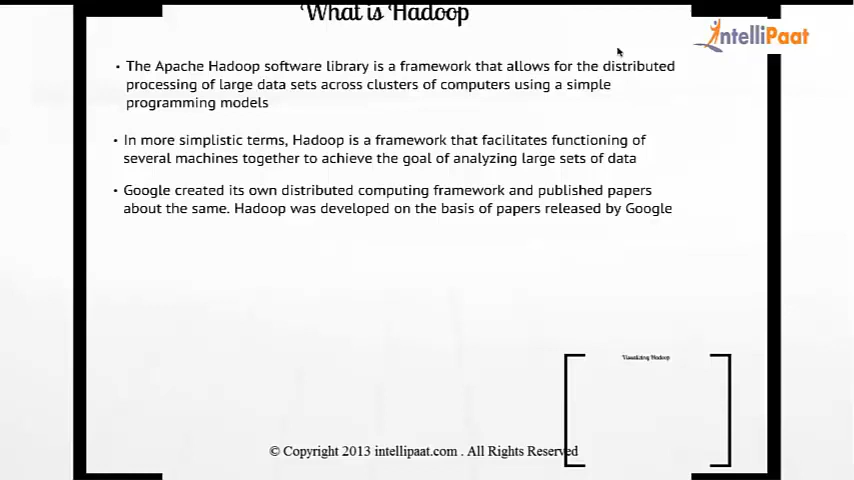 What is Hadoop
IntelliPaat
• The Apache Hadoop software library is a framework that allows for the distributed
processing of large data sets across clusters of computers using a simple
programming models
• In more simplistic terms, Hadoop is a framework that facilitates functioning of
several machines together to achieve the goal of analyzing large sets of data
• Google created its own distributed computing framework and published papers
about the same. Hadoop was developed on the basis of papers released by Google
Visualizing Hadoop
© Copyright 2013 intellipaat.com . All Rights Reserved